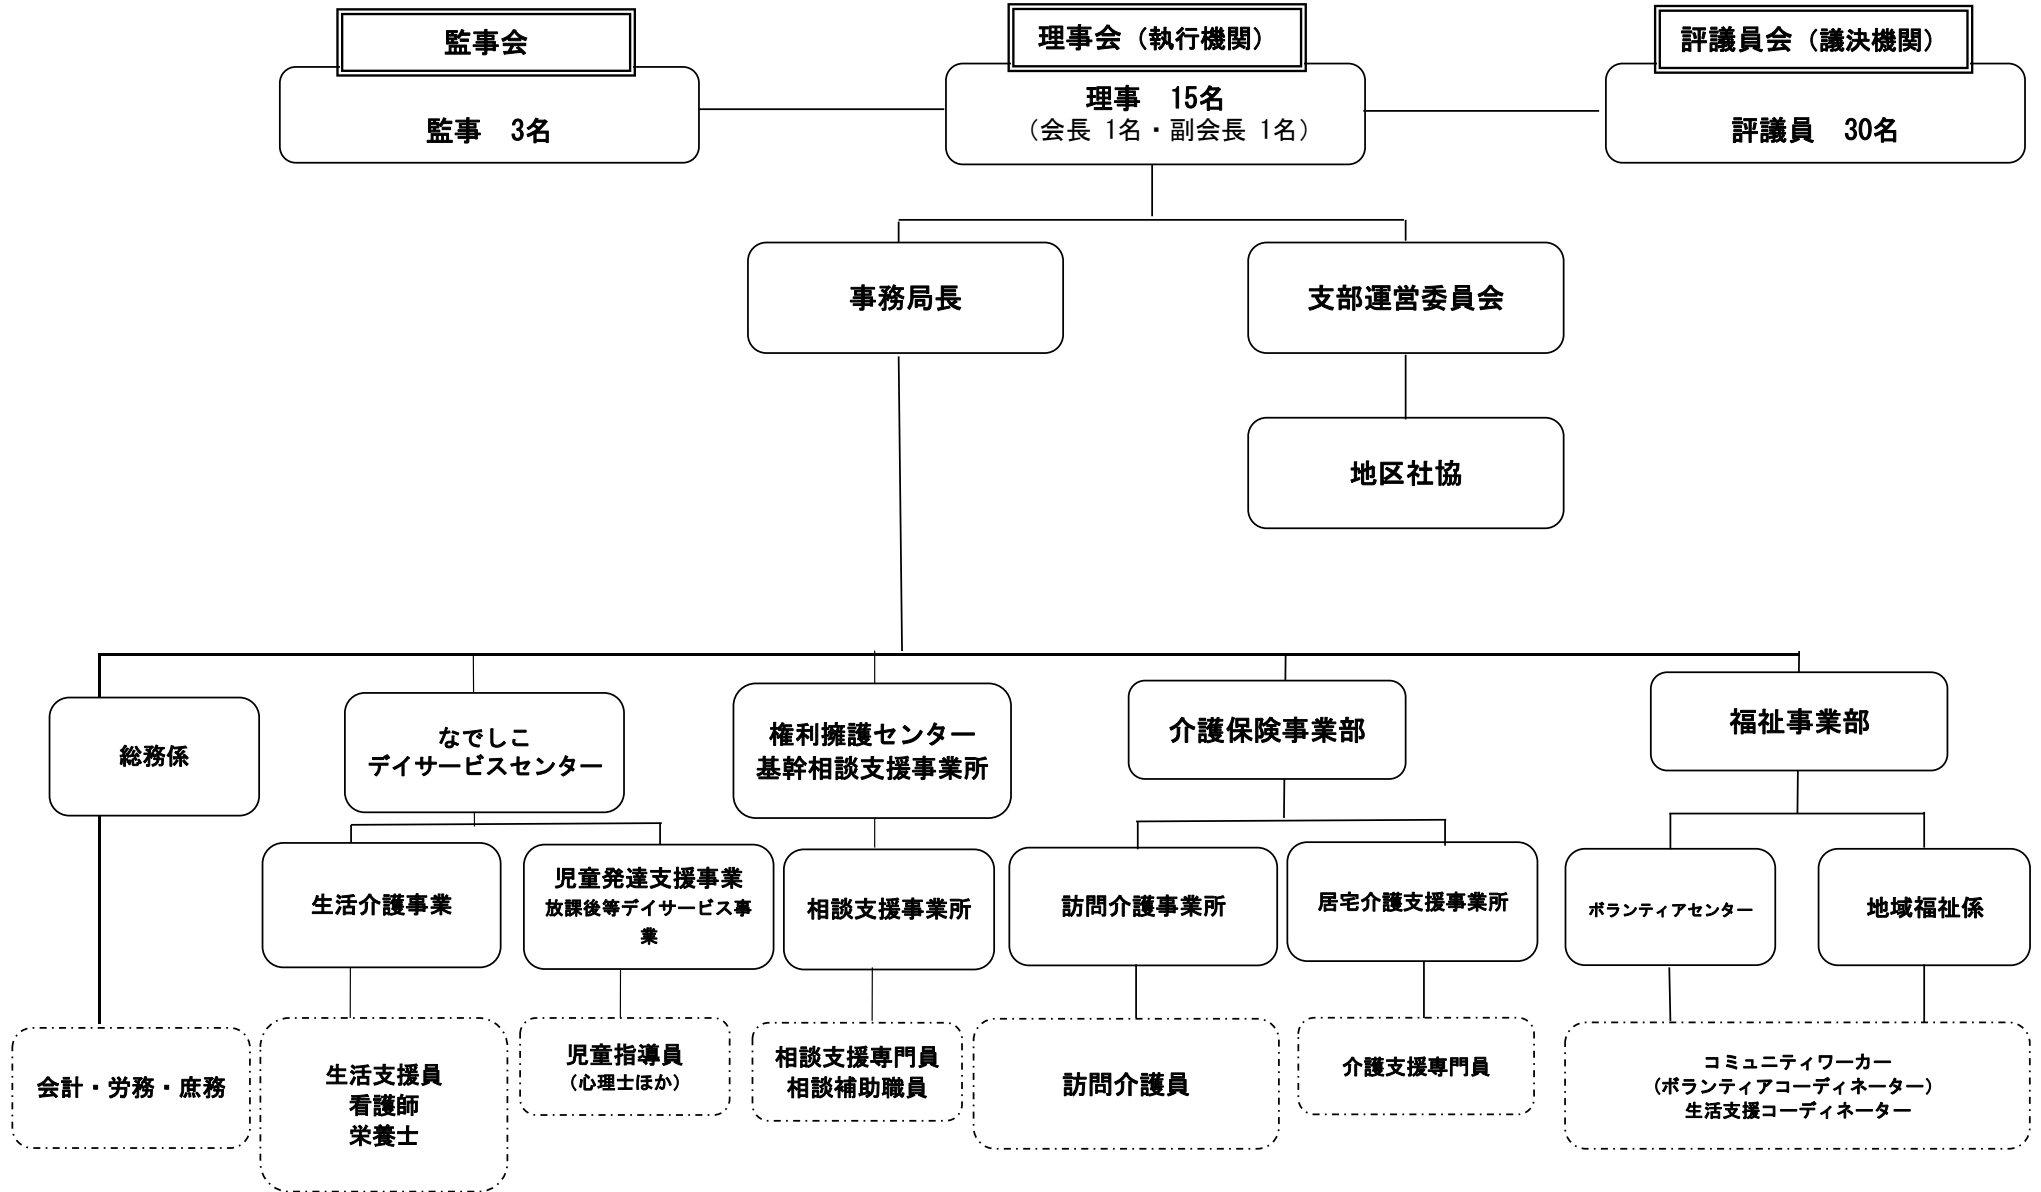 監事会
監事　3名
理事会（執行機関）
理事　15名
（会長 1名・副会長 1名）
評議員会（議決機関）
評議員　30名
事務局長
支部運営委員会
地区社協
総務係
なでしこ
デイサービスセンター
権利擁護センター
基幹相談支援事業所
介護保険事業部
福祉事業部
生活介護事業
児童発達支援事業
放課後等デイサービス事
業
相談支援事業所
訪問介護事業所
居宅介護支援事業所
ボランティアセンター
地域福祉係
会計・労務・庶務
生活支援員
看護師
栄養士
児童指導員
（心理士ほか）
相談支援専門員
相談補助職員
訪問介護員
介護支援専門員
コミュニティワーカー
（ボランティアコーディネーター）
生活支援コーディネーター